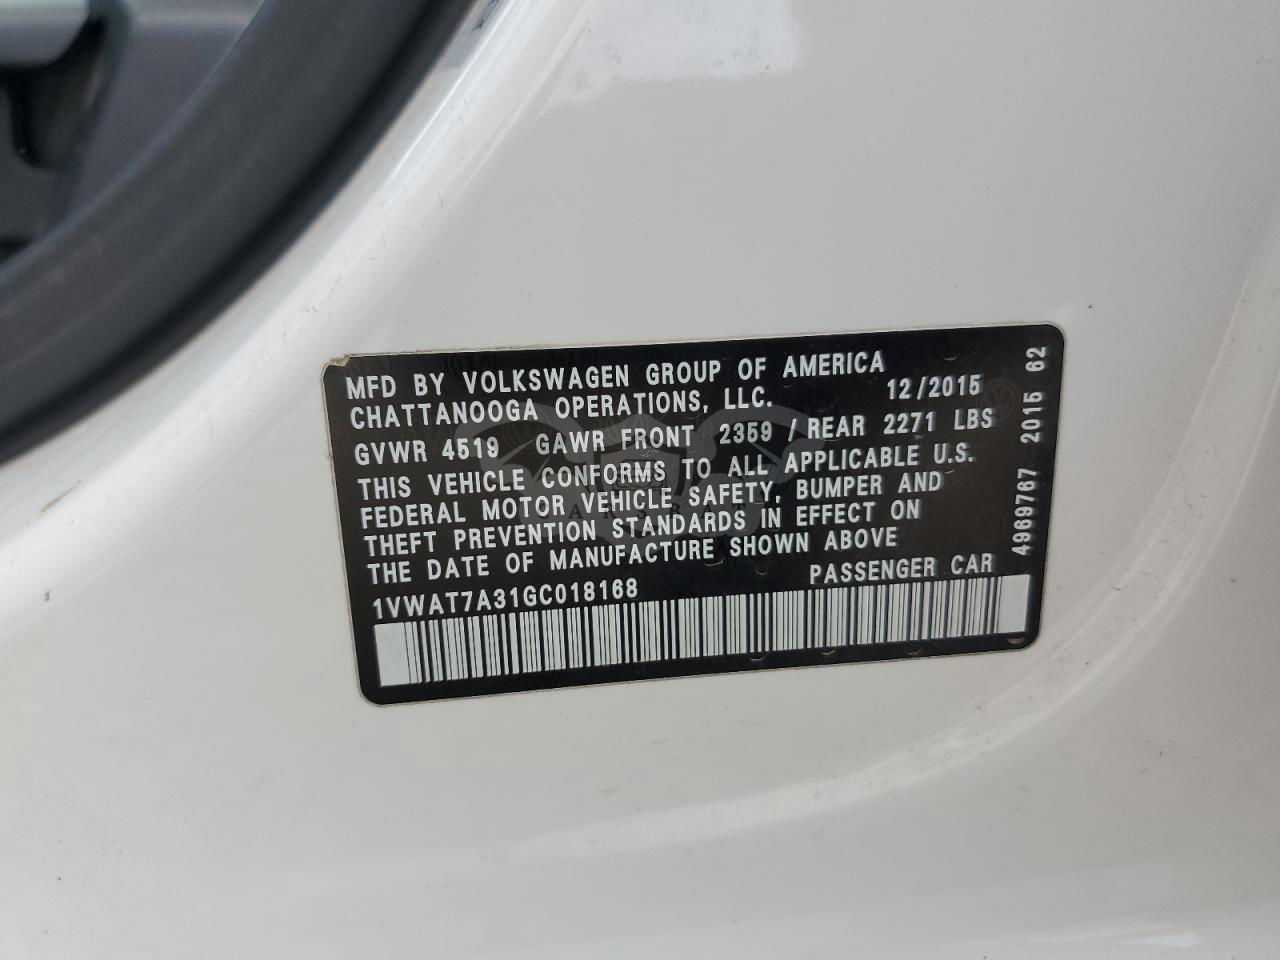 MFD BY VOLKSWAGEN GROUP OF AMERICA
CHATTANOOGA OPERATIONS, LLC. 12/2015
GVWR 4519 GAWR FRONT 2359 / REAR 2271 LBS
THIS VEHICLE CONFORMS TO ALL APPLICABLE U.S.
FEDERAL MOTOR VEHICLE SAFETY, BUMPER AND
THEFT PREVENTION STANDARDS IN EFFECT ON
THE DATE OF MANUFACTURE SHOWN ABOVE
1VWAT7A31GC018168 PASSENGER CAR
4969767 2015 62